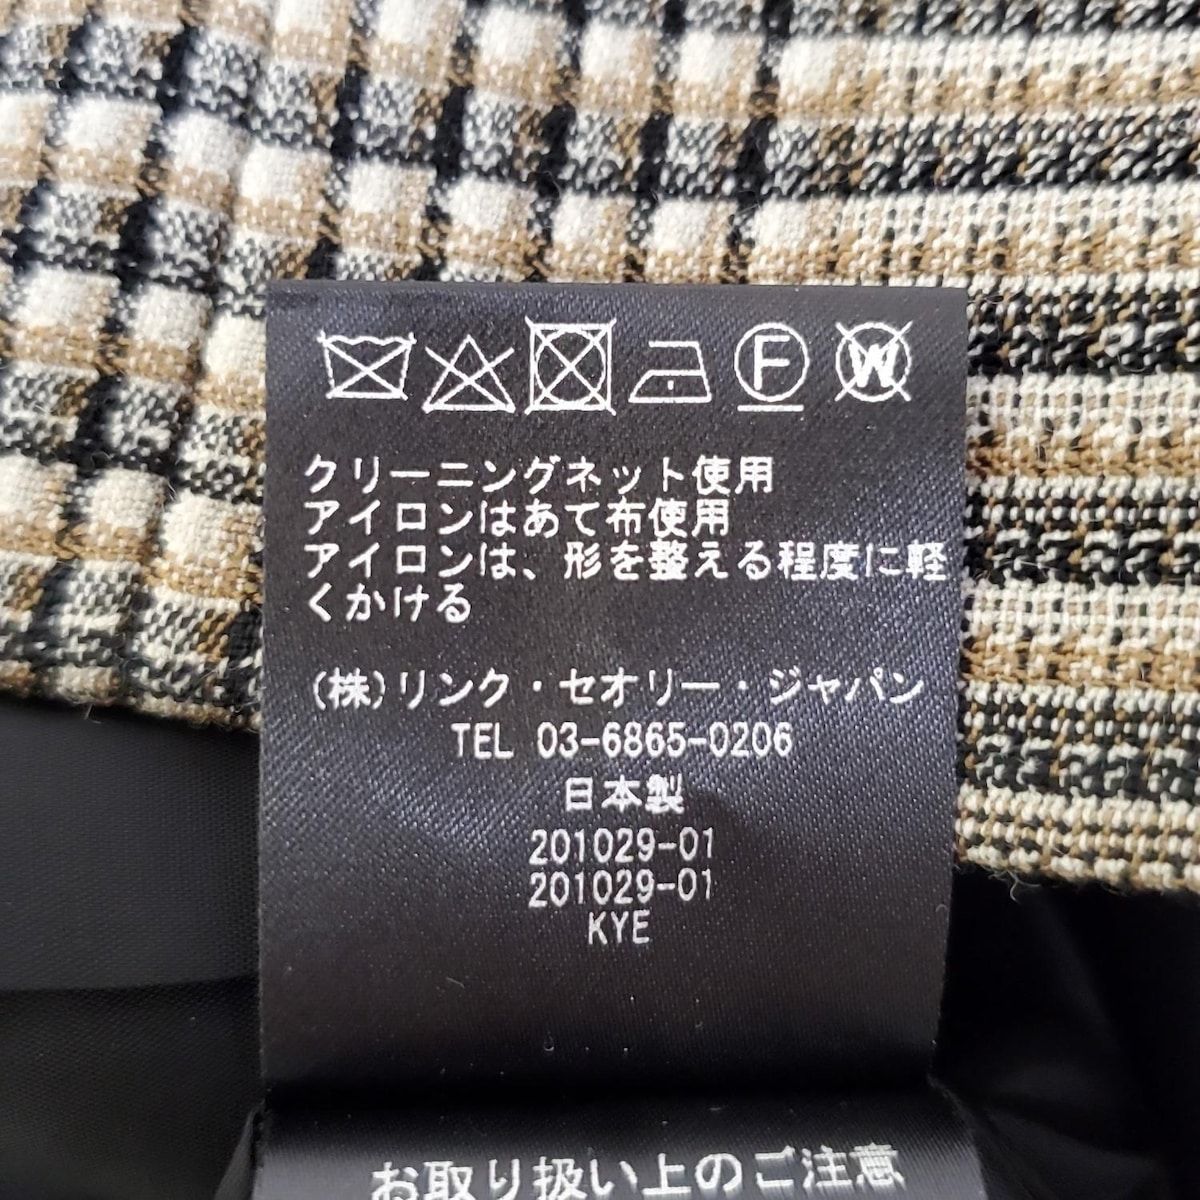 F W
クリーニングネット使用
アイロンはあて布使用
アイロンは、形を整える程度に軽
くかける
(株)リンク・セオリー・ジャパン
TEL 03-6865-0206
日本製
201029-01
201029-01
KYE
お取り扱い上のご注意